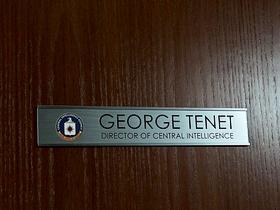 GEORGE TENET
DIRECTOR OF CENTRAL INTELLIGENCE